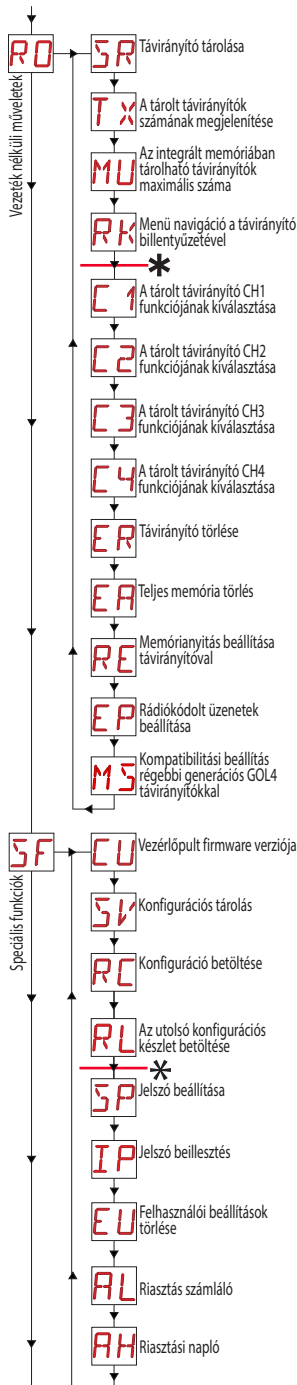 RO
Vezeték nélküli műveletek
SR
Távirányító tárolása
TX
A tárolt távirányítók
számának megjelenítése
MU
Az integrált memóriában
tárolható távirányítók
maximális száma
RK
Menü navigáció a távirányító
billentyűzetével
*
C1
A tárolt távirányító CH1
funkciójának kiválasztása
C2
A tárolt távirányító CH2
funkciójának kiválasztása
C3
A tárolt távirányító CH3
funkciójának kiválasztása
C4
A tárolt távirányító CH4
funkciójának kiválasztása
ER
Távirányító törlése
EA
Teljes memória törlés
RE
Memórianyitás beállítása
távirányítóval
EP
Rádiókódolt üzenetek
beállítása
MS
Kompatibilitási beállítás
régebbi generációs GOL4
távirányítókkal
SF
Speciális funkciók
CU
Vezérlőpult firmware verziója
SV
Konfigurációs tárolás
RC
Konfiguráció betöltése
RL
Az utolsó konfigurációs
készlet betöltése
*
SP
Jelszó beállítása
IP
Jelszó beillesztés
EU
Felhasználói beállítások
törlése
AL
Riasztás számláló
AH
Riasztási napló